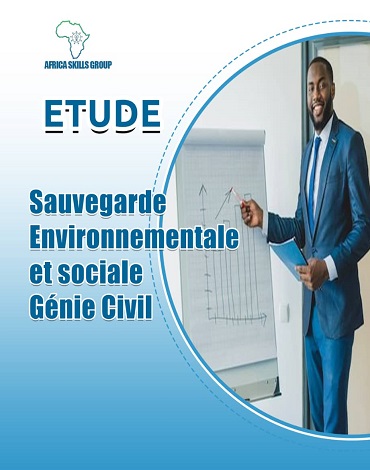 AFRICA SKILLS GROUP
ETUDE
Sauvegarde
Environnementale
et sociale
Génie Civil